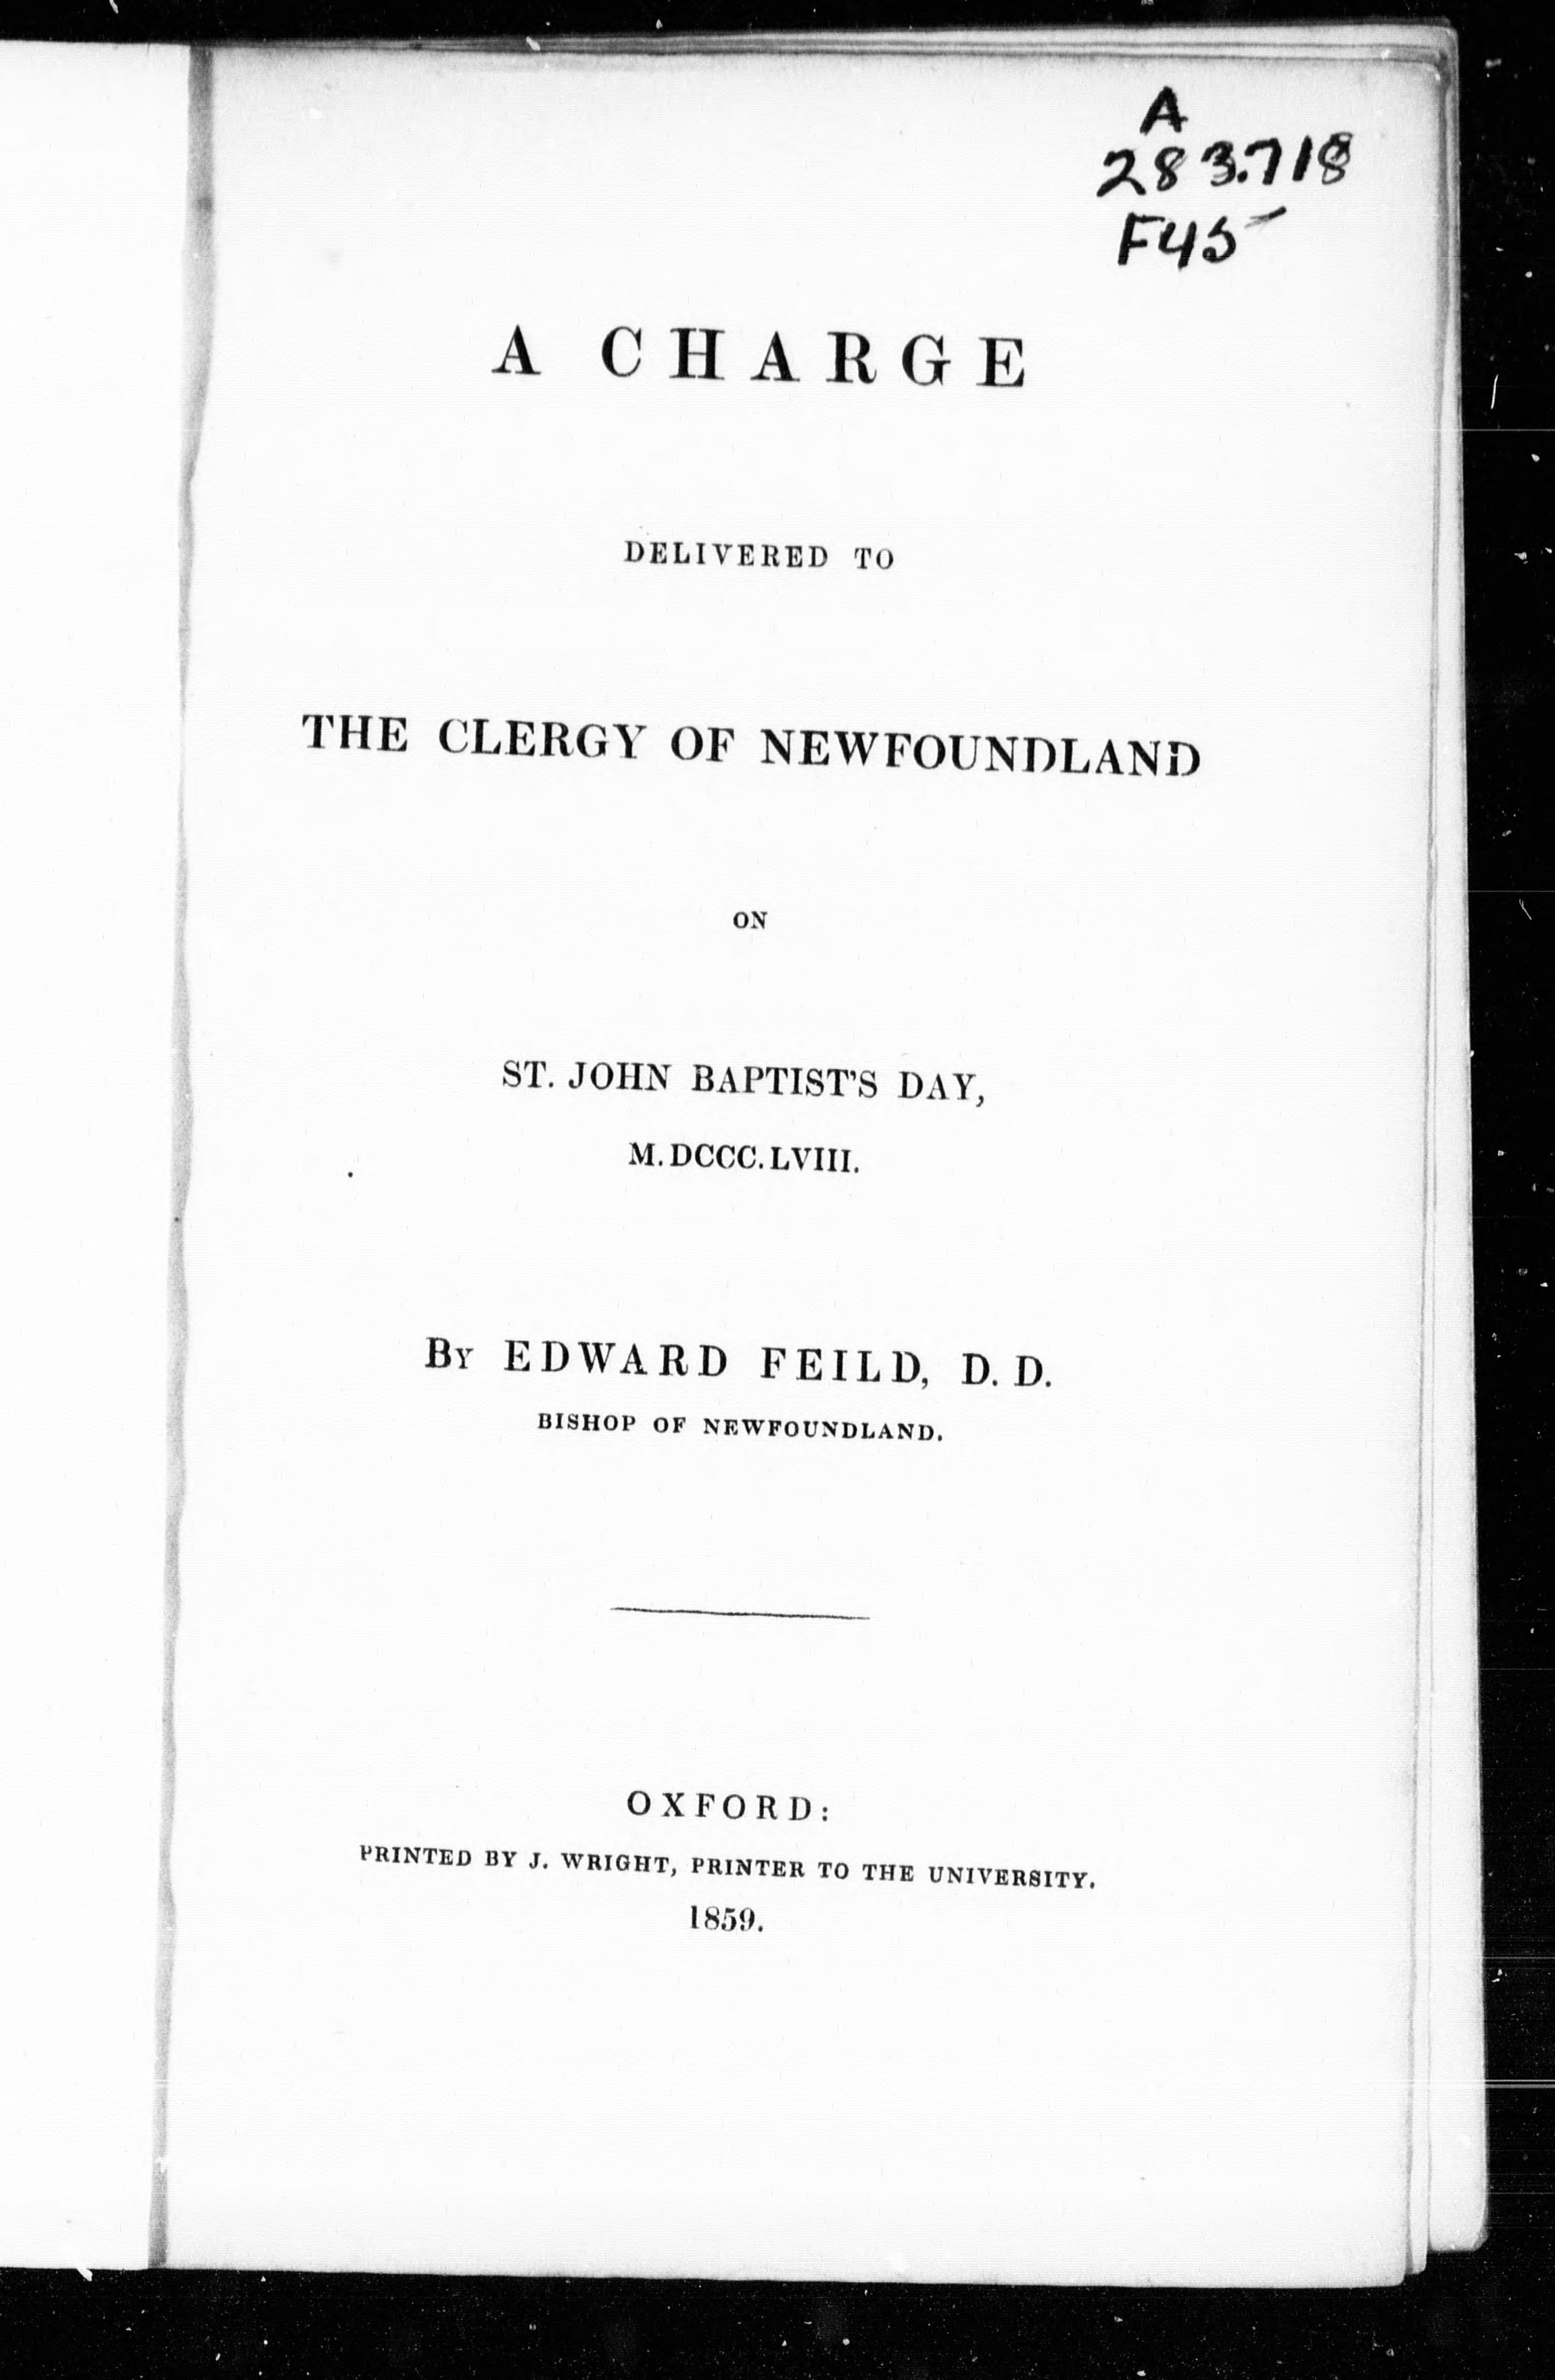 A
283.718
F45
A CHARGE
DELIVERED TO
THE CLERGY OF NEWFOUNDLAND
ON
ST. JOHN BAPTIST'S DAY,
M.DCCC.LVIII.
By EDWARD FEILD, D. D.
BISHOP OF NEWFOUNDLAND.
OXFORD:
PRINTED BY J. WRIGHT, PRINTER TO THE UNIVERSITY.
1859.